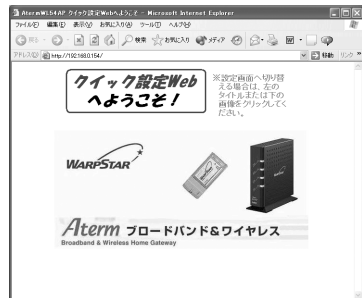 AtermWL54AP クイック設定Webへようこそ - Microsoft Internet Explorer
ファイル(F) 編集(E) 表示(V) お気に入り(A) ツール(T) ヘルプ(H)
戻る 検索 お気に入り メディア
アドレス(D) http://192.168.0.154/ 移動 リンク
クイック設定Web
へようこそ！
※設定画面へ切り替
える場合は、左の
タイトルまたは下の
画像をクリックしてく
ださい。
WARPSTAR
Aterm ブロードバンド&ワイヤレス
Broadband & Wireless Home Gateway